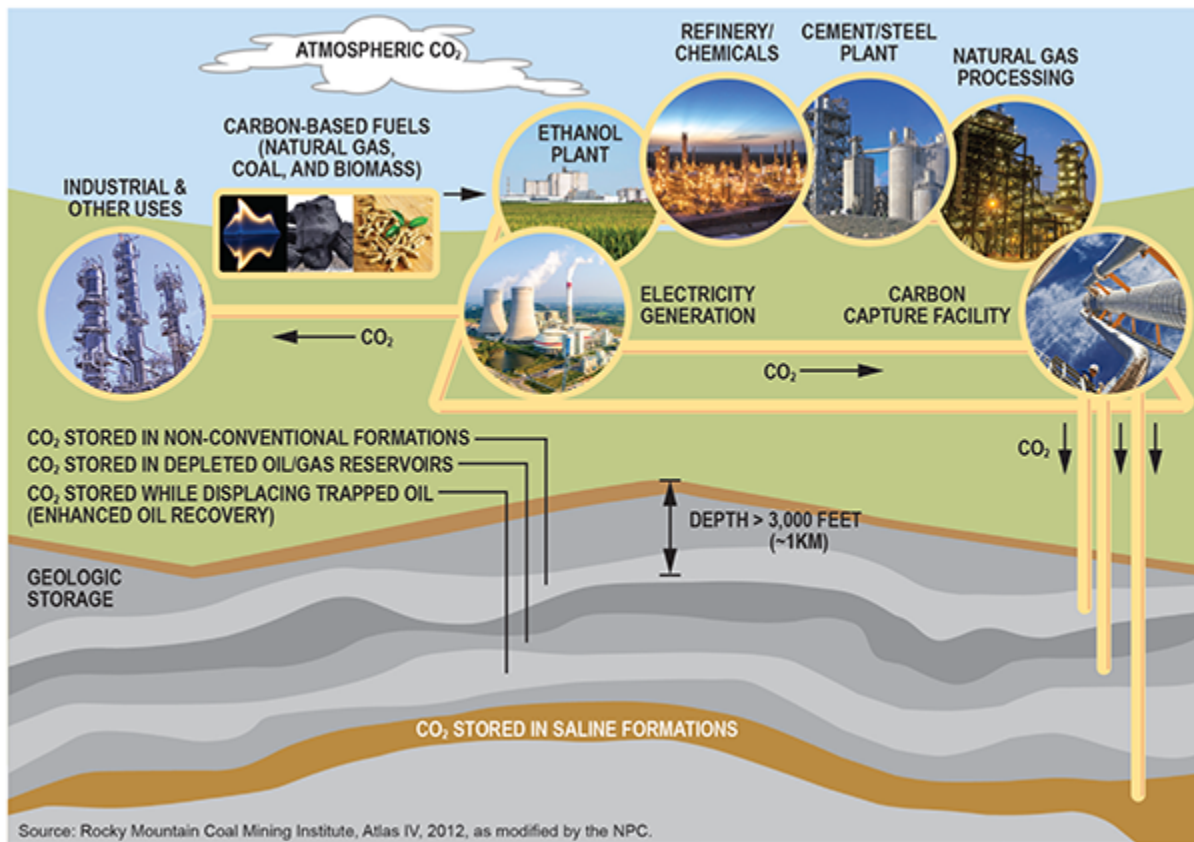 ATMOSPHERIC CO₂
REFINERY/
CHEMICALS
CEMENT/STEEL
PLANT
NATURAL GAS
PROCESSING
CARBON-BASED FUELS
(NATURAL GAS,
COAL, AND BIOMASS)
ETHANOL
PLANT
INDUSTRIAL &
OTHER USES
ELECTRICITY
GENERATION
CARBON
CAPTURE FACILITY
CO₂
CO₂
CO₂ STORED IN NON-CONVENTIONAL FORMATIONS
CO₂ STORED IN DEPLETED OIL/GAS RESERVOIRS
CO₂ STORED WHILE DISPLACING TRAPPED OIL
(ENHANCED OIL RECOVERY)
CO₂
DEPTH > 3,000 FEET
(~1KM)
GEOLOGIC
STORAGE
CO₂ STORED IN SALINE FORMATIONS
Source: Rocky Mountain Coal Mining Institute, Atlas IV, 2012, as modified by the NPC.